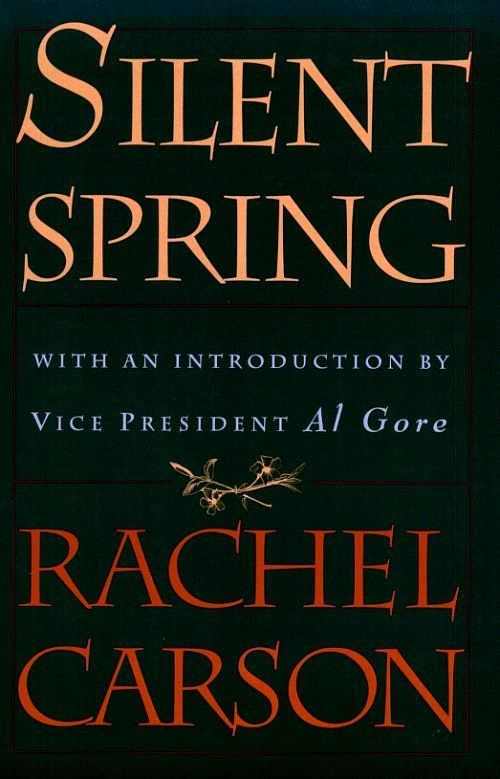 SILENT
SPRING
WITH AN INTRODUCTION BY
VICE PRESIDENT Al Gore
RACHEL
CARSON